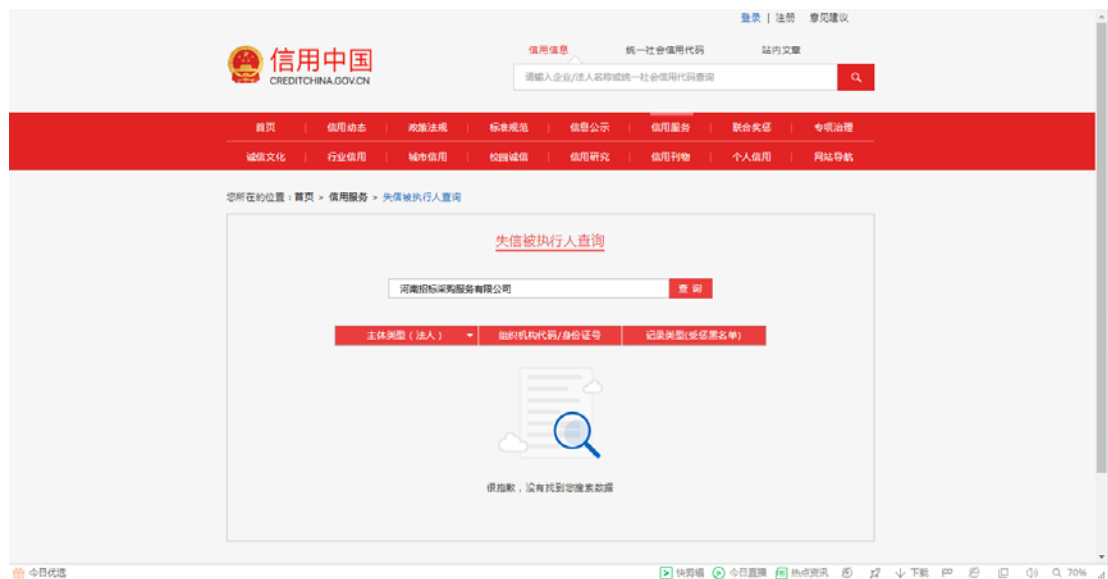 登录 | 注册 意见建议
信用中国
CREDITCHINA.GOV.CN
信用信息 统一社会信用代码 站内文章
请输入企业/法人名称或统一社会信用代码查询
首页 | 信用动态 | 政策法规 | 标准规范 | 信息公示 | 信用服务 | 联合奖惩 | 专项治理
诚信文化 | 行业信用 | 城市信用 | 校园诚信 | 信用研究 | 信用刊物 | 个人信用 | 网站导航
您所在的位置：首页 > 信用服务 > 失信被执行人查询
失信被执行人查询
河南招标采购服务有限公司 查询
主体类型（法人） 组织机构代码/身份证号 记录类型(受惩黑名单)
很抱歉，没有找到您搜索数据
今日优选 快剪辑 今日直播 热点资讯 下载 70%